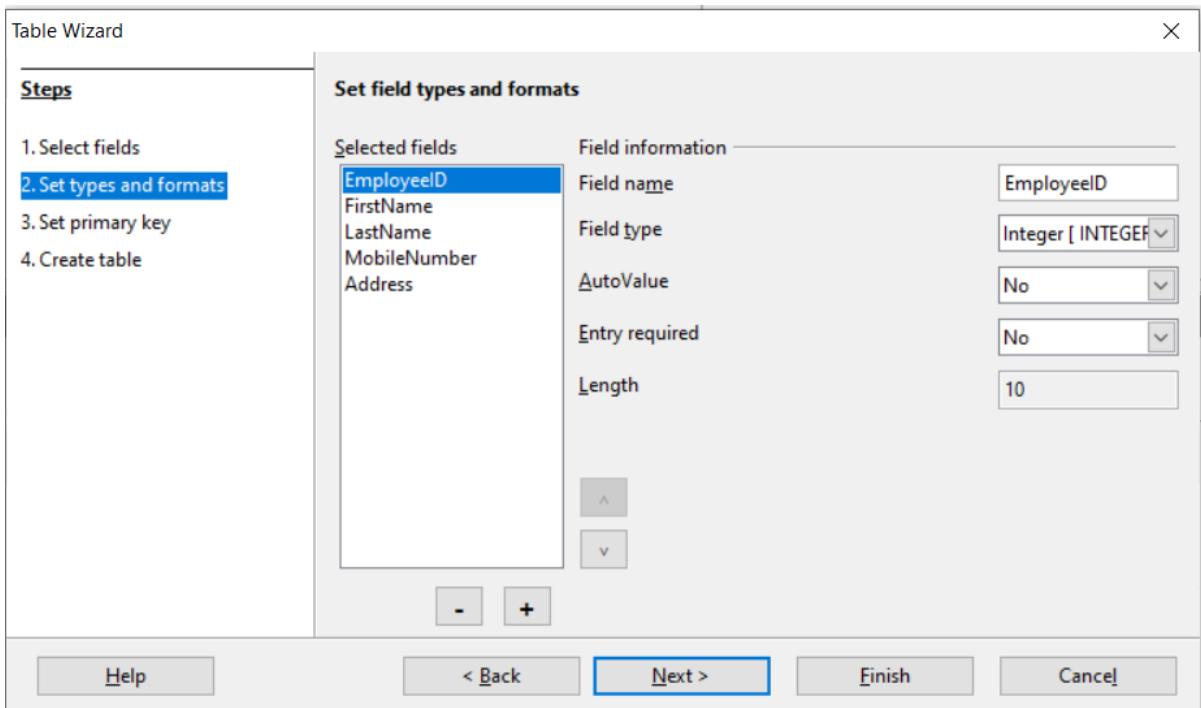 Table Wizard
Steps
1. Select fields
2. Set types and formats
3. Set primary key
4. Create table
Set field types and formats
Selected fields
EmployeeID
FirstName
LastName
MobileNumber
Address
- +
Field information
Field name EmployeeID
Field type Integer [ INTEGER
AutoValue No
Entry required No
Length 10
Help < Back Next > Finish Cancel